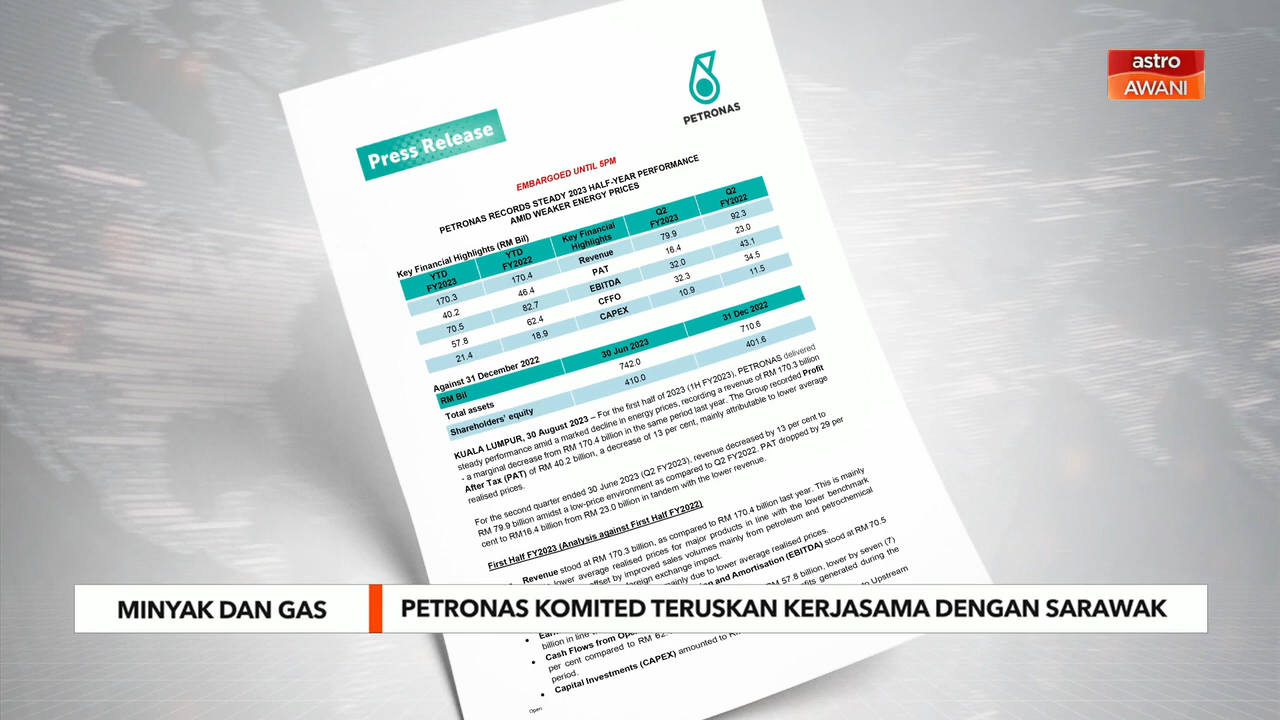 astro
AWANI
PETRONAS
Press Release
EMBARGOED UNTIL 5PM
PETRONAS RECORDS STEADY 2023 HALF-YEAR PERFORMANCE
AMID WEAKER ENERGY PRICES
Key Financial Highlights (RM Bil)
YTD FY2023 YTD FY2022 Key Financial Highlights Q2 FY2023 Q2 FY2022
170.3 170.4 Revenue 79.9 92.3
40.2 46.4 PAT 16.4 23.0
70.5 82.7 EBITDA 32.0 43.1
57.8 62.4 CFFO 32.3 34.5
21.4 18.9 CAPEX 10.9 11.5
Against 31 December 2022
RM Bil 30 Jun 2023 31 Dec 2022
Total assets 742.0 710.6
Shareholders' equity 410.0 401.6
KUALA LUMPUR, 30 August 2023 – For the first half of 2023 (1H FY2023), PETRONAS delivered
steady performance amid a marked decline in energy prices, recording a revenue of RM 170.3 billion
- a marginal decrease from RM 170.4 billion in the same period last year. The Group recorded Profit
After Tax (PAT) of RM 40.2 billion, a decrease of 13 per cent, mainly attributable to lower average
realised prices.
For the second quarter ended 30 June 2023 (Q2 FY2023), revenue decreased by 13 per cent to
RM 79.9 billion amidst a low-price environment as compared to Q2 FY2022. PAT dropped by 29 per
cent to RM16.4 billion from RM 23.0 billion in tandem with the lower revenue.
First Half FY2023 (Analysis against First Half FY2022)
Revenue stood at RM 170.3 billion, as compared to RM 170.4 billion last year. This is mainly
lower average realised prices for major products in line with the lower benchmark
offset by improved sales volumes mainly from petroleum and petrochemical
foreign exchange impact.
mainly due to lower average realised prices.
and Amortisation (EBITDA) stood at RM 70.5
billion in line
RM 57.8 billion, lower by seven (7)
Cash Flows from
per cent compared to RM
generated during the
period.
• Capital Investments (CAPEX) amounted to
to Upstream
Open
MINYAK DAN GAS
PETRONAS KOMITED TERUSKAN KERJASAMA DENGAN SARAWAK